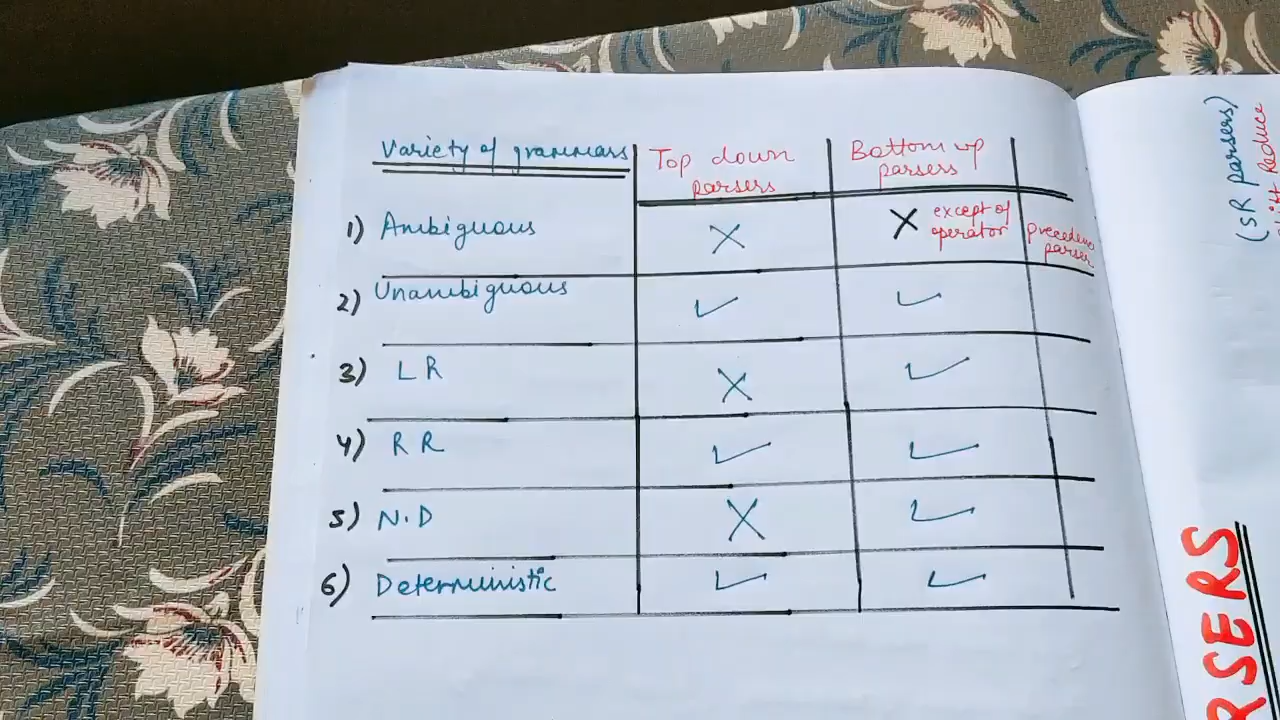 Variety of grammars
Top down
parsers
Bottom up
parsers
1) Ambiguous
X
X except of
operator
precedence
parser
2) Unambiguous ✓ ✓
3) LR X ✓
4) RR ✓ ✓
5) N.D X ✓
6) Deterministic ✓ ✓
(SR parsers)
Reduce
RSERS